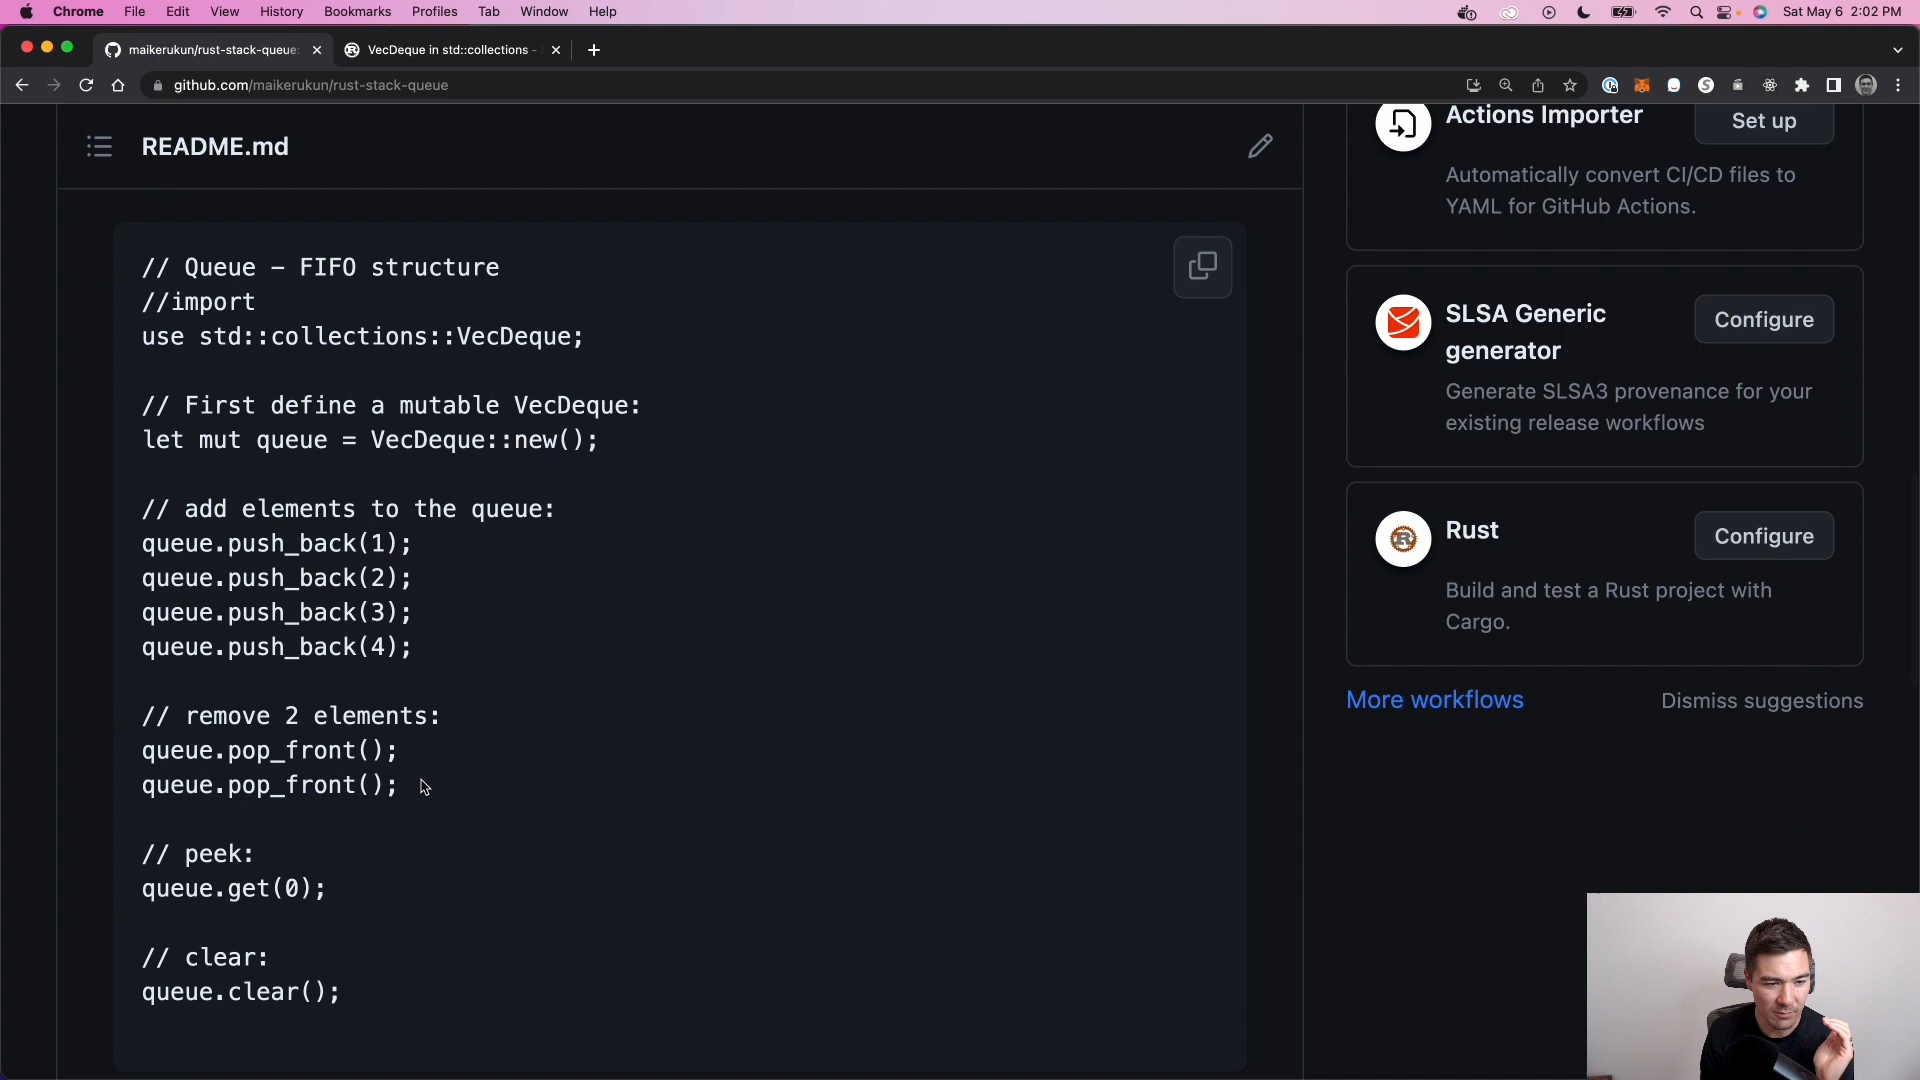 Chrome File Edit View History Bookmarks Profiles Tab Window Help
Sat May 6 2:02 PM
maikerukun/rust-stack-queue:
VecDeque in std::collections -
github.com/maikerukun/rust-stack-queue
README.md
// Queue – FIFO structure
//import
use std::collections::VecDeque;
// First define a mutable VecDeque:
let mut queue = VecDeque::new();
// add elements to the queue:
queue.push_back(1);
queue.push_back(2);
queue.push_back(3);
queue.push_back(4);
// remove 2 elements:
queue.pop_front();
queue.pop_front();
// peek:
queue.get(0);
// clear:
queue.clear();
Actions Importer
Set up
Automatically convert CI/CD files to
YAML for GitHub Actions.
SLSA Generic
generator
Configure
Generate SLSA3 provenance for your
existing release workflows
Rust
Configure
Build and test a Rust project with
Cargo.
More workflows
Dismiss suggestions